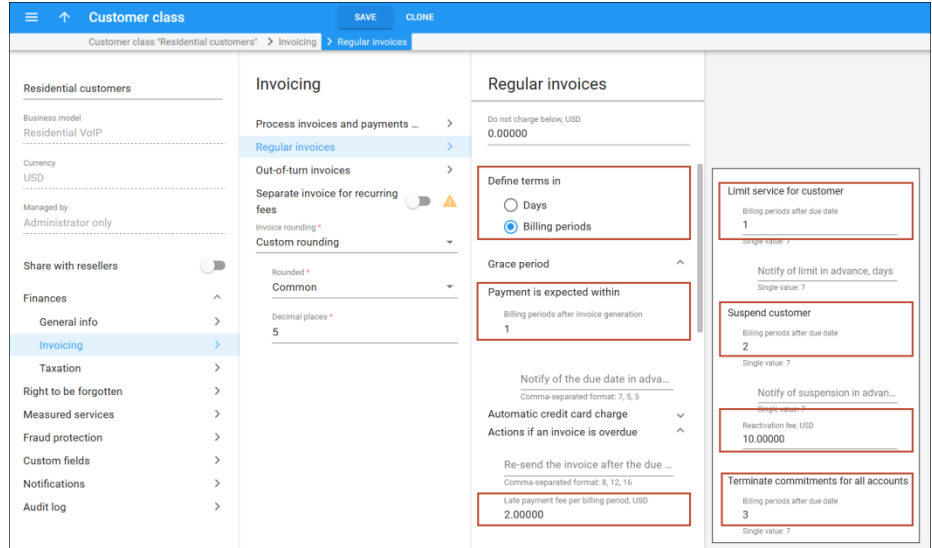 Customer class
SAVE
CLONE
Customer class "Residential customers" > Invoicing > Regular invoices
Residential customers
Business model
Residential VoIP
Currency
USD
Managed by
Administrator only
Share with resellers
Finances
General info
Invoicing
Taxation
Right to be forgotten
Measured services
Fraud protection
Custom fields
Notifications
Audit log
Invoicing
Process invoices and payments ...
Regular invoices
Out-of-turn invoices
Separate invoice for recurring
fees
Invoice rounding *
Custom rounding
Rounded *
Common
Decimal places *
5
Regular invoices
Do not charge below, USD
0.00000
Define terms in
Days
Billing periods
Grace period
Payment is expected within
Billing periods after invoice generation
1
Notify of the due date in adva...
Comma-separated format: 7, 5, 3
Automatic credit card charge
Actions if an invoice is overdue
Re-send the invoice after the due ...
Comma-separated format: 8, 12, 16
Late payment fee per billing period, USD
2.00000
Limit service for customer
Billing periods after due date
1
Single value: 7
Notify of limit in advance, days
Single value: 7
Suspend customer
Billing periods after due date
2
Single value: 7
Notify of suspension in advan...
Single value: 7
Reactivation fee, USD
10.00000
Terminate commitments for all accounts
Billing periods after due date
3
Single value: 7